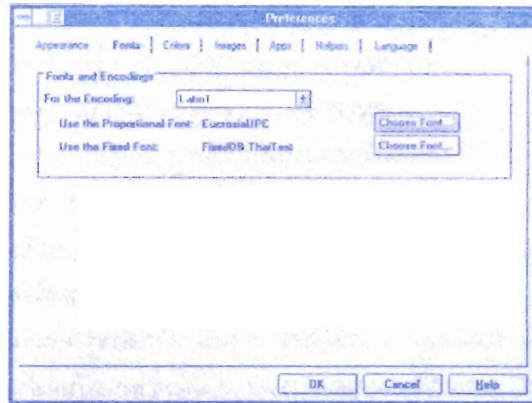 Preferences
Appearance Fonts Colors Images Apps Helpers Language
Fonts and Encodings
For the Encoding: Latin1
Use the Proportional Font: EucrosiaUPC Choose Font...
Use the Fixed Font: FixedDB ThaiText Choose Font...
OK Cancel Help